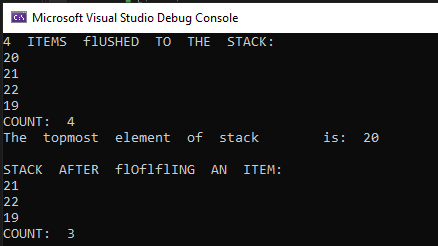 Microsoft Visual Studio Debug Console
4 ITEMS flUSHED TO THE STACK:
20
21
22
19
COUNT: 4
The topmost element of stack is: 20
STACK AFTER flOflflING AN ITEM:
21
22
19
COUNT: 3